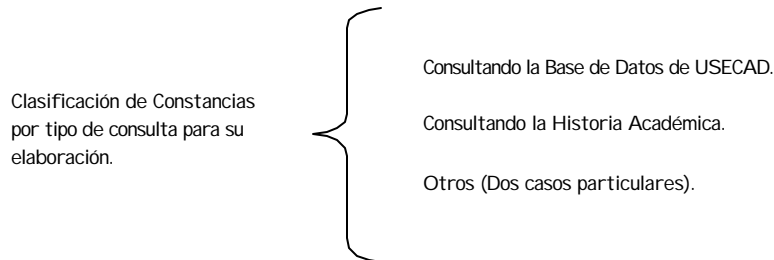 Clasificación de Constancias
por tipo de consulta para su
elaboración.
Consultando la Base de Datos de USECAD.
Consultando la Historia Académica.
Otros (Dos casos particulares).